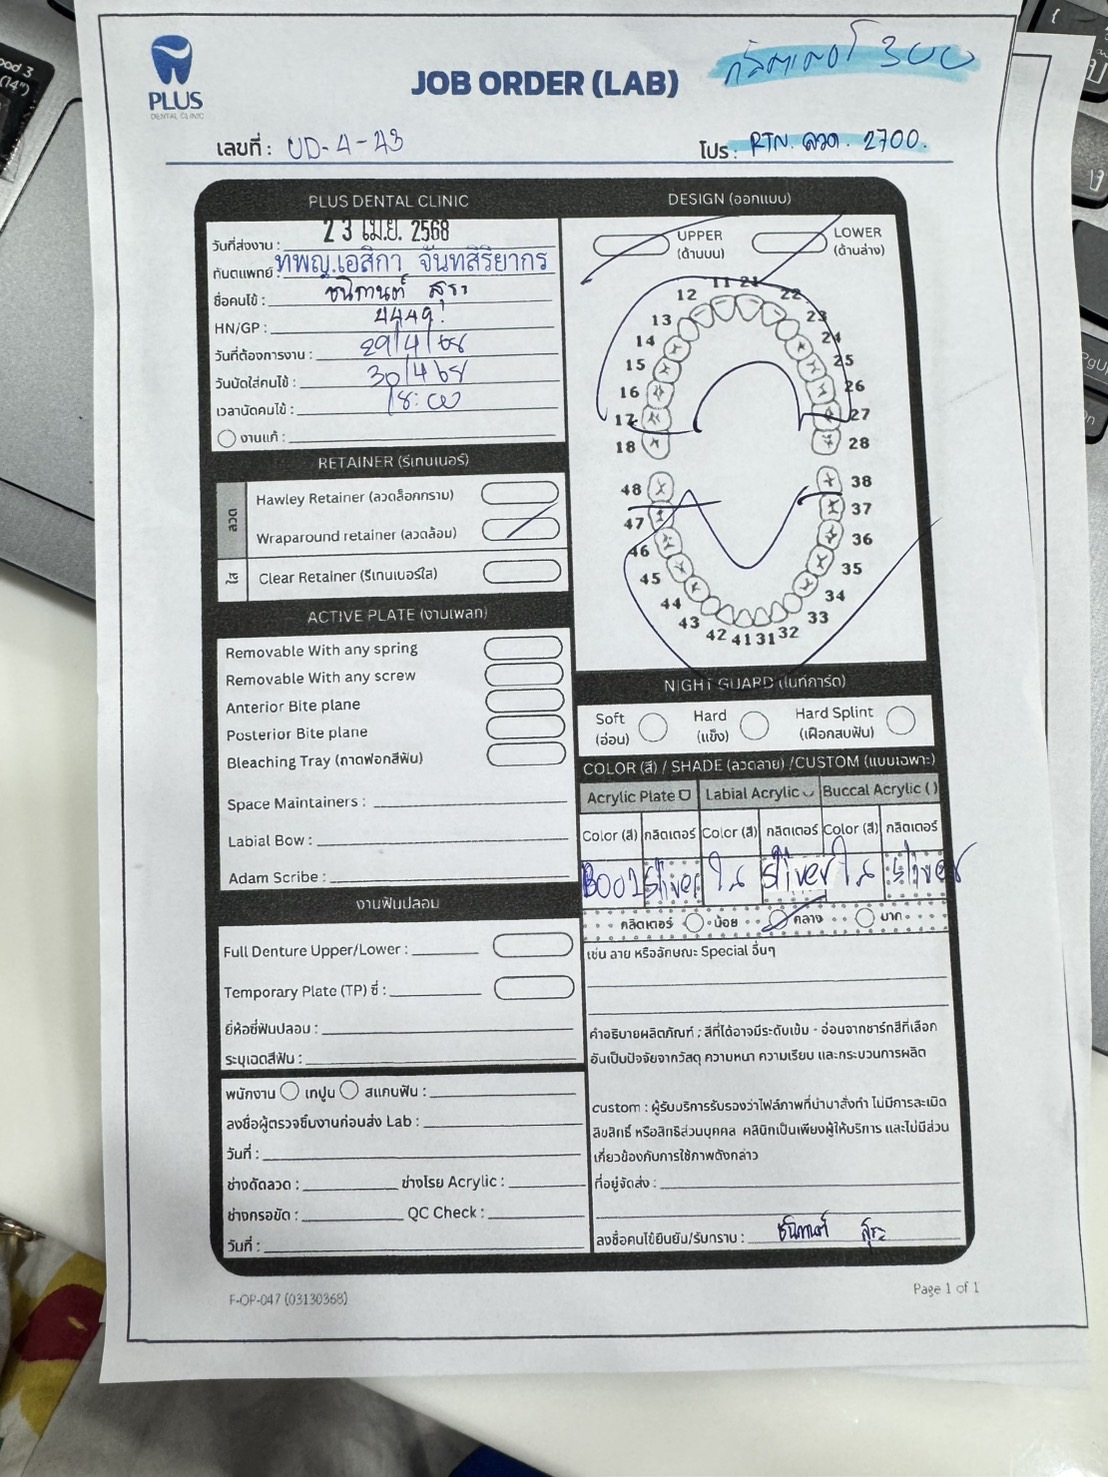 PLUS
DENTAL CLINIC
JOB ORDER (LAB)
กลิตเตอร์ 300
เลขที่ : UD-4-43
โปร : RTN. ลวด. 2700.
PLUS DENTAL CLINIC
วันที่ส่งงาน : 23 เม.ย. 2568
ทันตแพทย์ : ทพญ.เอสิกา จันทสิริยากร
ชื่อคนไข้ : ชนิกานต์ สุระ
HN/GP : 4449
วันที่ต้องการงาน : 29/4/68
วันนัดใส่คนไข้ : 30/4/68
เวลานัดคนไข้ : 18:00
งานแก้ :
RETAINER (รีเทนเนอร์)
ลวด
Hawley Retainer (ลวดล็อกกราม)
Wraparound retainer (ลวดล้อม)
ใส
Clear Retainer (รีเทนเนอร์ใส)
ACTIVE PLATE (งานเพลท)
Removable With any spring
Removable With any screw
Anterior Bite plane
Posterior Bite plane
Bleaching Tray (ถาดฟอกสีฟัน)
Space Maintainers :
Labial Bow :
Adam Scribe :
งานฟันปลอม
Full Denture Upper/Lower :
Temporary Plate (TP) ซี่ :
ยี่ห้อซี่ฟันปลอม :
ระบุเฉดสีฟัน :
พนักงาน เทปูน สแกนฟัน :
ลงชื่อผู้ตรวจชิ้นงานก่อนส่ง Lab :
วันที่ :
ช่างดัดลวด : ช่างโรย Acrylic :
ช่างกรอขัด : QC Check :
วันที่ :
DESIGN (ออกแบบ)
UPPER (ด้านบน)
LOWER (ด้านล่าง)
11 21
12 22
13 23
14 24
15 25
16 26
17 27
18 28
48 38
47 37
46 36
45 35
44 34
43 33
42 41 31 32
NIGHT GUARD (ไนท์การ์ด)
Soft (อ่อน)
Hard (แข็ง)
Hard Splint (เฝือกสบฟัน)
COLOR (สี) / SHADE (ลวดลาย) /CUSTOM (แบบเฉพาะ)
Acrylic Plate Labial Acrylic Buccal Acrylic ( )
Color (สี) กลิตเตอร์ Color (สี) กลิตเตอร์ Color (สี) กลิตเตอร์
B001 sliver ใส sliver ใส sliver
กลิตเตอร์ น้อย กลาง มาก
เช่น ลาย หรือลักษณะ Special อื่นๆ
คำอธิบายผลิตภัณฑ์ ; สีที่ได้อาจมีระดับเข้ม - อ่อนจากชาร์ทสีที่เลือก
อันเป็นปัจจัยจากวัสดุ ความหนา ความเรียบ และกระบวนการผลิต
custom : ผู้รับบริการรับรองว่าไฟล์ภาพที่นำมาสั่งทำ ไม่มีการละเมิด
ลิขสิทธิ์ หรือสิทธิส่วนบุคคล คลินิกเป็นเพียงผู้ให้บริการ และไม่มีส่วน
เกี่ยวข้องกับการใช้ภาพดังกล่าว
ที่อยู่จัดส่ง :
ลงชื่อคนไข้ยืนยัน/รับทราบ : ชนิกานต์ สุระ
F-OP-047 (03130368)
Page 1 of 1